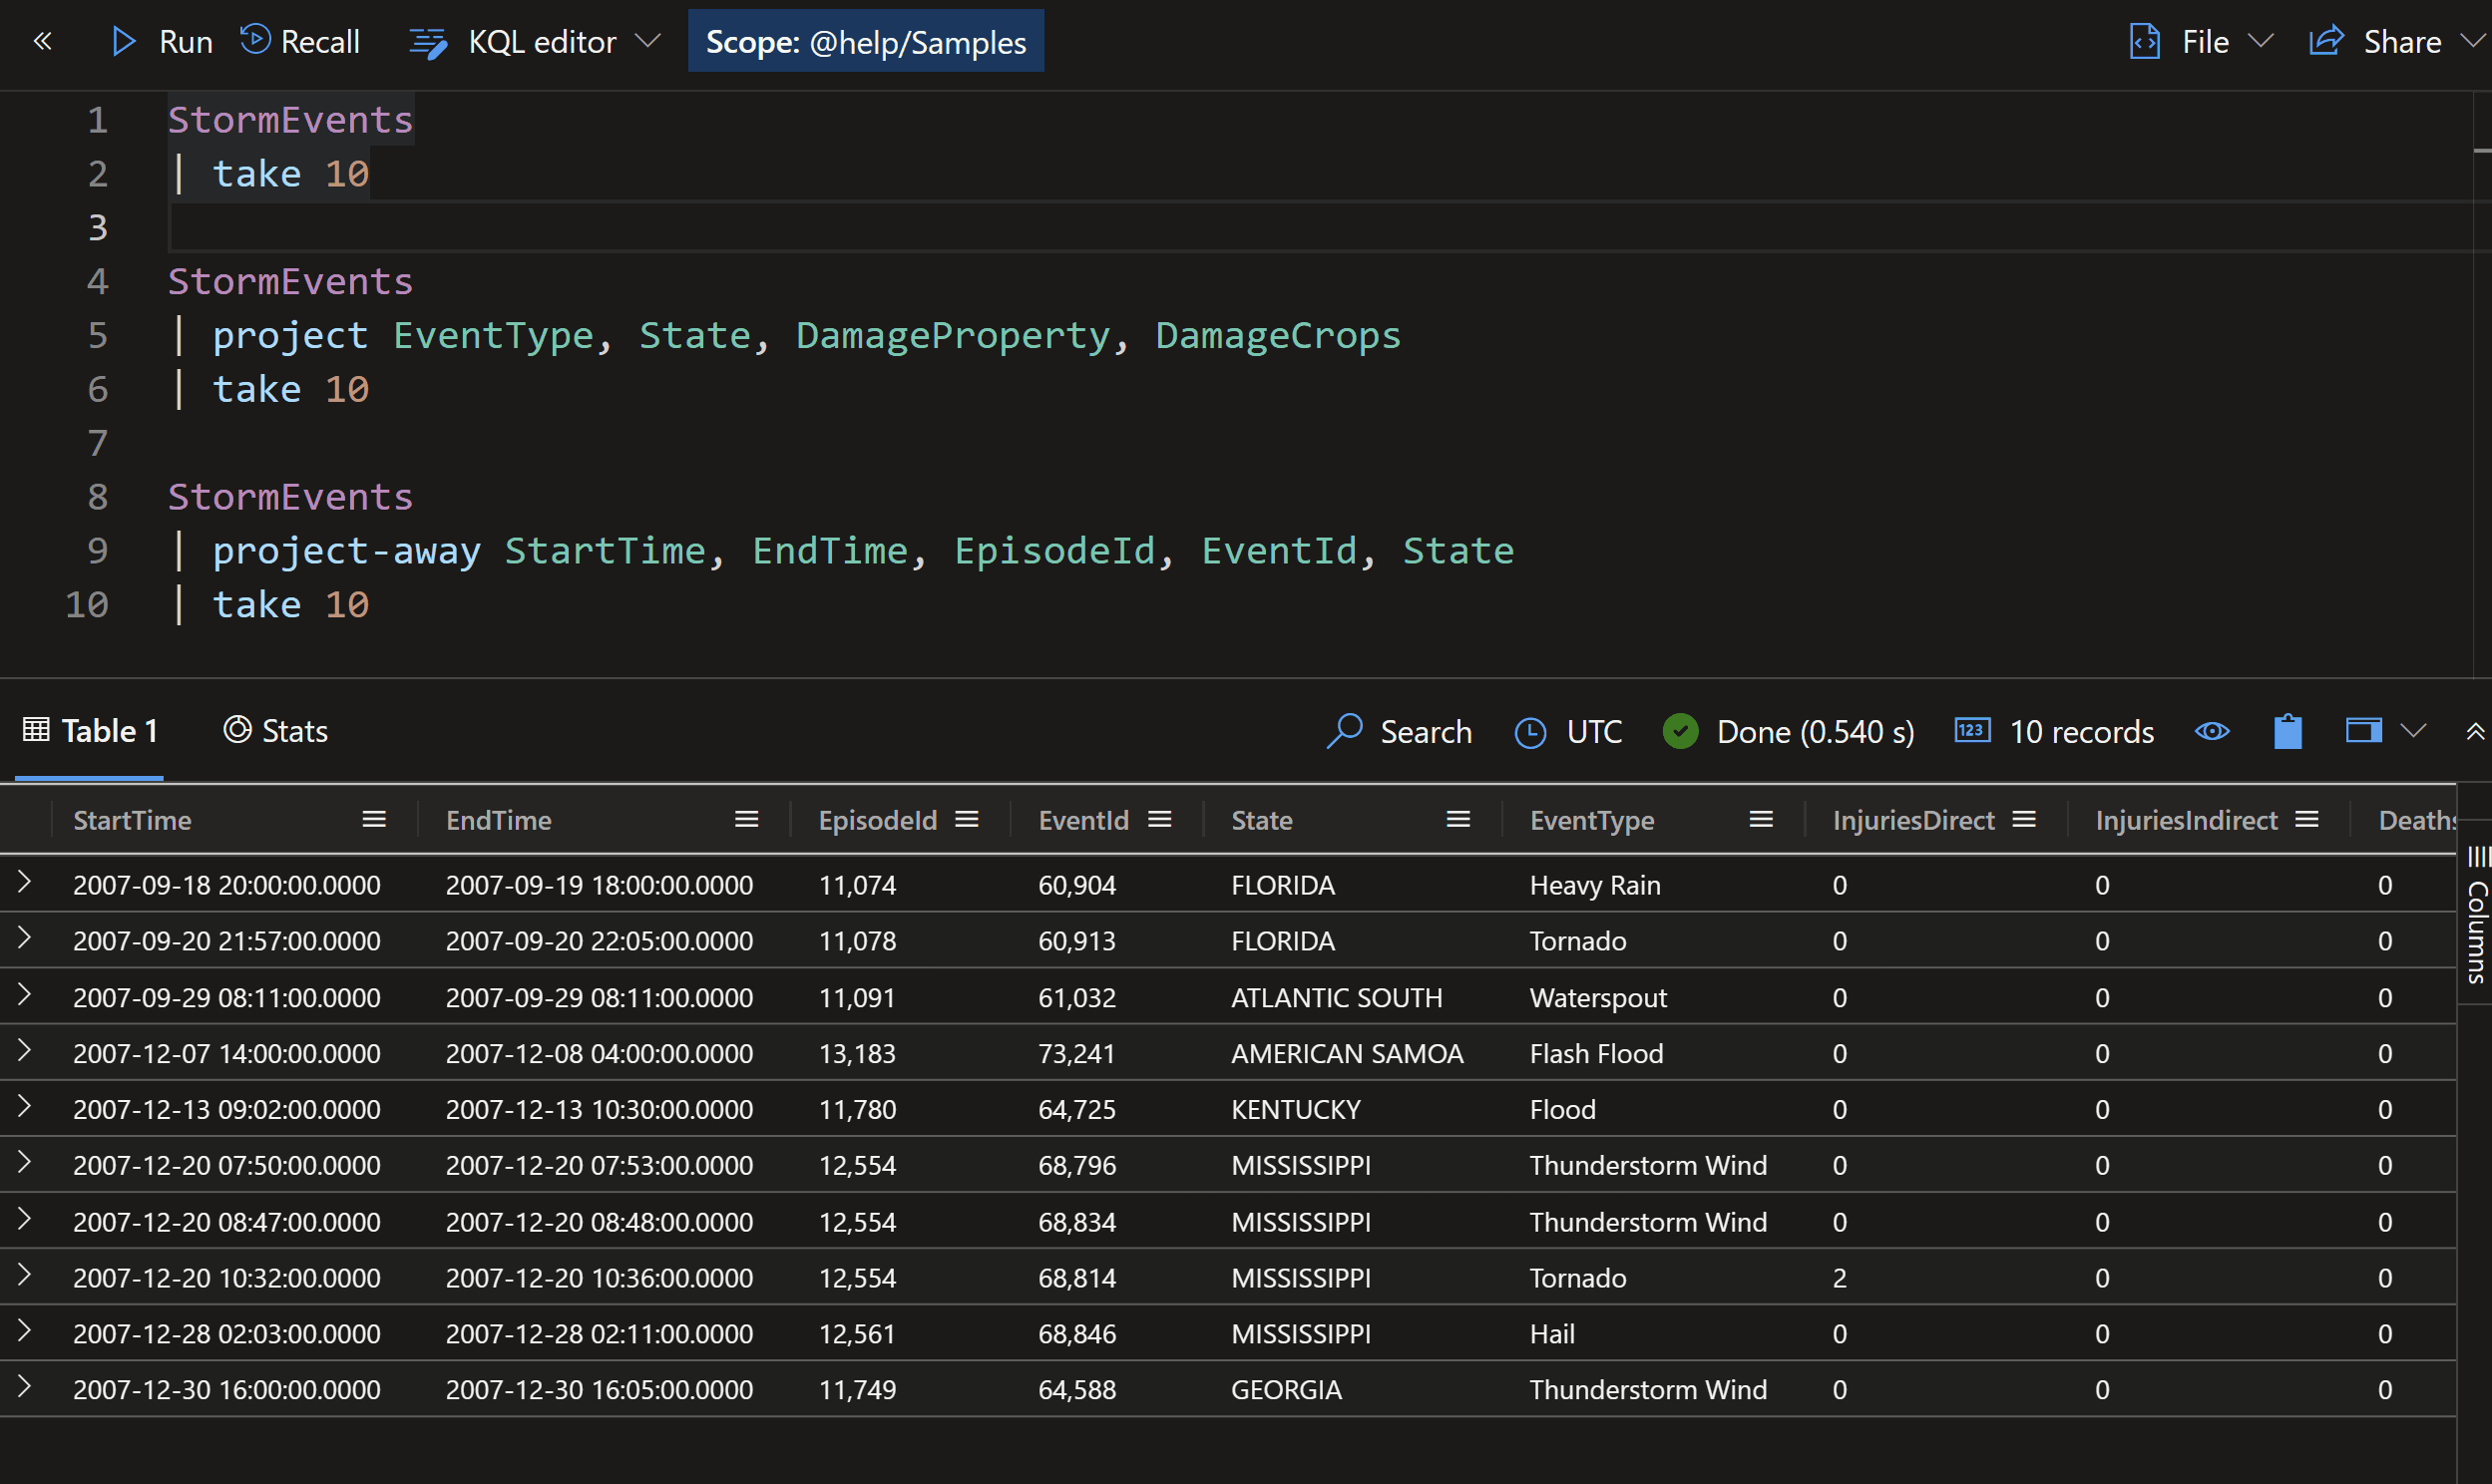 Run Recall KQL editor Scope: @help/Samples File Share
1 StormEvents
2 | take 10
3
4 StormEvents
5 | project EventType, State, DamageProperty, DamageCrops
6 | take 10
7
8 StormEvents
9 | project-away StartTime, EndTime, EpisodeId, EventId, State
10 | take 10
Table 1 Stats Search UTC Done (0.540 s) 123 10 records
StartTime EndTime EpisodeId EventId State EventType InjuriesDirect InjuriesIndirect Deaths
2007-09-18 20:00:00.0000 2007-09-19 18:00:00.0000 11,074 60,904 FLORIDA Heavy Rain 0 0 0
2007-09-20 21:57:00.0000 2007-09-20 22:05:00.0000 11,078 60,913 FLORIDA Tornado 0 0 0
2007-09-29 08:11:00.0000 2007-09-29 08:11:00.0000 11,091 61,032 ATLANTIC SOUTH Waterspout 0 0 0
2007-12-07 14:00:00.0000 2007-12-08 04:00:00.0000 13,183 73,241 AMERICAN SAMOA Flash Flood 0 0 0
2007-12-13 09:02:00.0000 2007-12-13 10:30:00.0000 11,780 64,725 KENTUCKY Flood 0 0 0
2007-12-20 07:50:00.0000 2007-12-20 07:53:00.0000 12,554 68,796 MISSISSIPPI Thunderstorm Wind 0 0 0
2007-12-20 08:47:00.0000 2007-12-20 08:48:00.0000 12,554 68,834 MISSISSIPPI Thunderstorm Wind 0 0 0
2007-12-20 10:32:00.0000 2007-12-20 10:36:00.0000 12,554 68,814 MISSISSIPPI Tornado 2 0 0
2007-12-28 02:03:00.0000 2007-12-28 02:11:00.0000 12,561 68,846 MISSISSIPPI Hail 0 0 0
2007-12-30 16:00:00.0000 2007-12-30 16:05:00.0000 11,749 64,588 GEORGIA Thunderstorm Wind 0 0 0
Columns